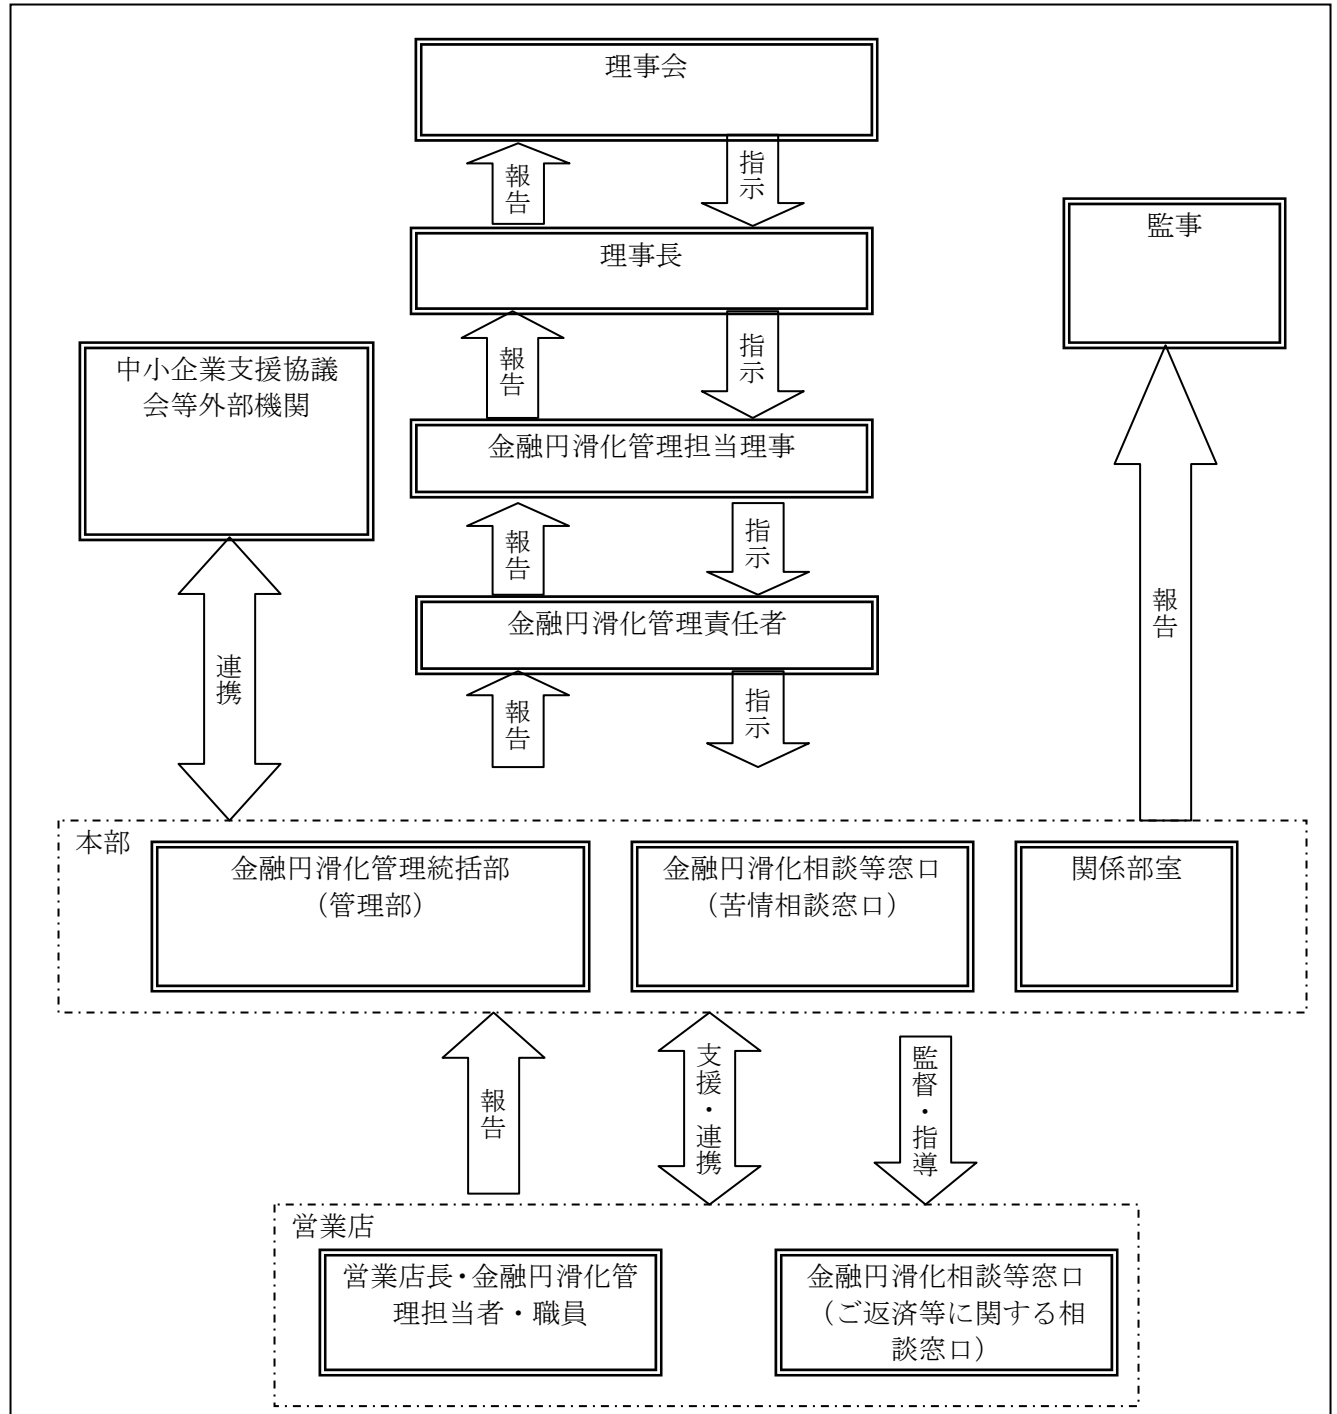 理事会
報告
指示
理事長
監事
報告
指示
中小企業支援協議
会等外部機関
金融円滑化管理担当理事
報告
指示
金融円滑化管理責任者
報告
連携
報告
指示
本部
金融円滑化管理統括部
（管理部）
金融円滑化相談等窓口
（苦情相談窓口）
関係部室
報告
支援・連携
監督・指導
営業店
営業店長・金融円滑化管
理担当者・職員
金融円滑化相談等窓口
（ご返済等に関する相
談窓口）